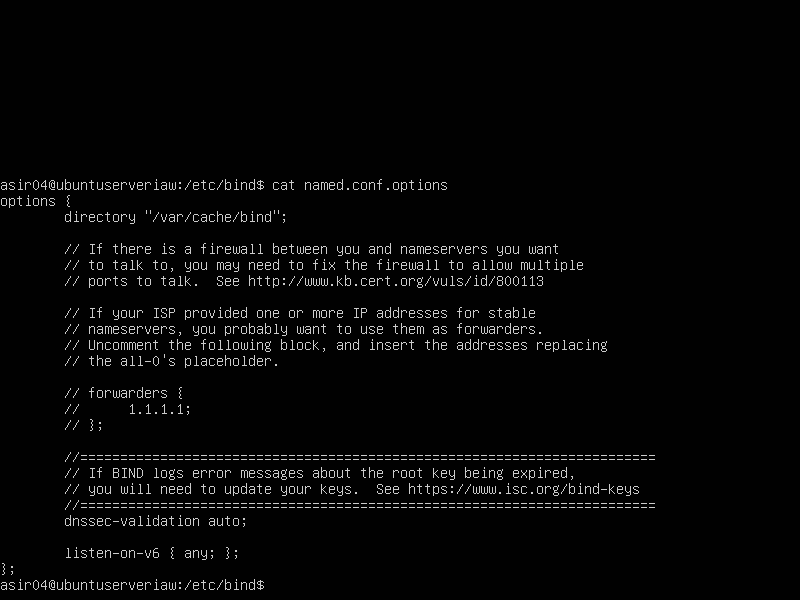 asir04@ubuntuserveriaw:/etc/bind$ cat named.conf.options
options {
        directory "/var/cache/bind";

        // If there is a firewall between you and nameservers you want
        // to talk to, you may need to fix the firewall to allow multiple
        // ports to talk.  See http://www.kb.cert.org/vuls/id/800113

        // If your ISP provided one or more IP addresses for stable
        // nameservers, you probably want to use them as forwarders.
        // Uncomment the following block, and insert the addresses replacing
        // the all-0's placeholder.

        // forwarders {
        //      1.1.1.1;
        // };

        //========================================================================
        // If BIND logs error messages about the root key being expired,
        // you will need to update your keys.  See https://www.isc.org/bind-keys
        //========================================================================
        dnssec-validation auto;

        listen-on-v6 { any; };
};
asir04@ubuntuserveriaw:/etc/bind$